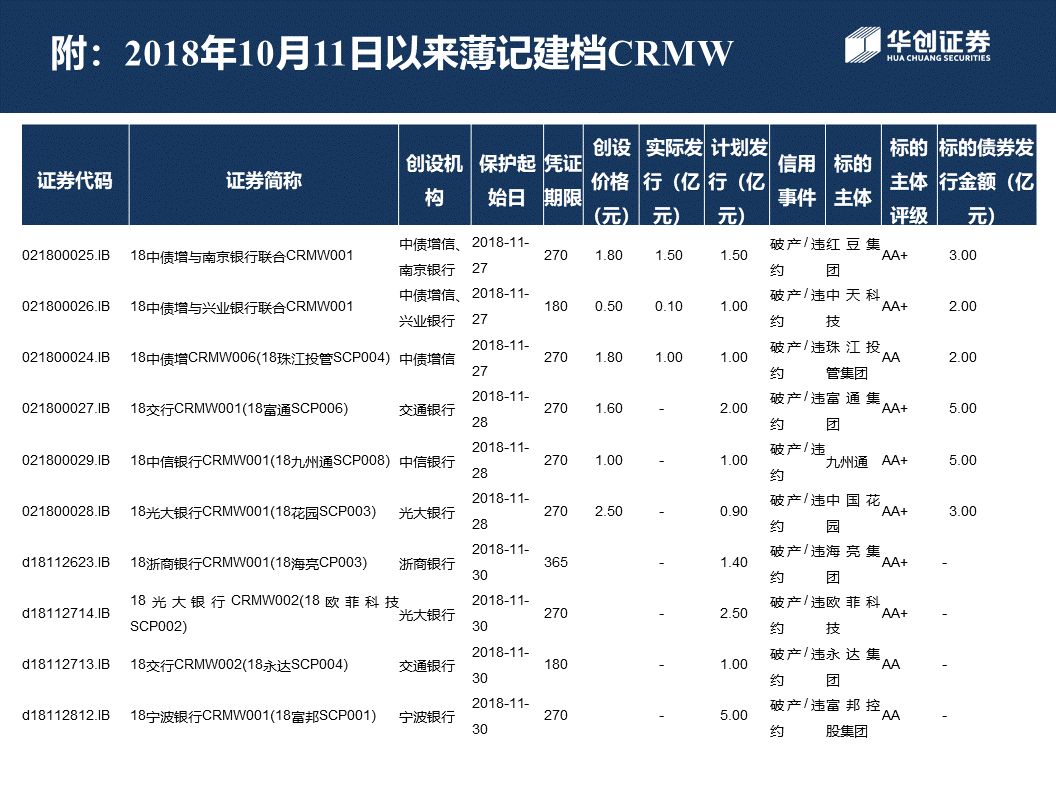 附：2018年10月11日以来薄记建档CRMW
华创证券
HUA CHUANG SECURITIES
证券代码 证券简称 创设机构 保护起始日 凭证期限 创设价格（元） 实际发行（亿元） 计划发行（亿元） 信用事件 标的主体 标的主体评级 标的债券发行金额（亿元）
021800025.IB 18中债增与南京银行联合CRMW001 中债增信、南京银行 2018-11-27 270 1.80 1.50 1.50 破产/违约 红豆集团 AA+ 3.00
021800026.IB 18中债增与兴业银行联合CRMW001 中债增信、兴业银行 2018-11-27 180 0.50 0.10 1.00 破产/违约 中天科技 AA+ 2.00
021800024.IB 18中债增CRMW006(18珠江投管SCP004) 中债增信 2018-11-27 270 1.80 1.00 1.00 破产/违约 珠江投管集团 AA 2.00
021800027.IB 18交行CRMW001(18富通SCP006) 交通银行 2018-11-28 270 1.60 - 2.00 破产/违约 富通集团 AA+ 5.00
021800029.IB 18中信银行CRMW001(18九州通SCP008) 中信银行 2018-11-28 270 1.00 - 1.00 破产/违约 九州通 AA+ 5.00
021800028.IB 18光大银行CRMW001(18花园SCP003) 光大银行 2018-11-28 270 2.50 - 0.90 破产/违约 中国花园 AA+ 3.00
d18112623.IB 18浙商银行CRMW001(18海亮CP003) 浙商银行 2018-11-30 365 - 1.40 破产/违约 海亮集团 AA+ -
d18112714.IB 18光大银行CRMW002(18欧菲科技SCP002) 光大银行 2018-11-30 270 - 2.50 破产/违约 欧菲科技 AA+ -
d18112713.IB 18交行CRMW002(18永达SCP004) 交通银行 2018-11-30 180 - 1.00 破产/违约 永达集团 AA -
d18112812.IB 18宁波银行CRMW001(18富邦SCP001) 宁波银行 2018-11-30 270 - 5.00 破产/违约 富邦控股集团 AA -